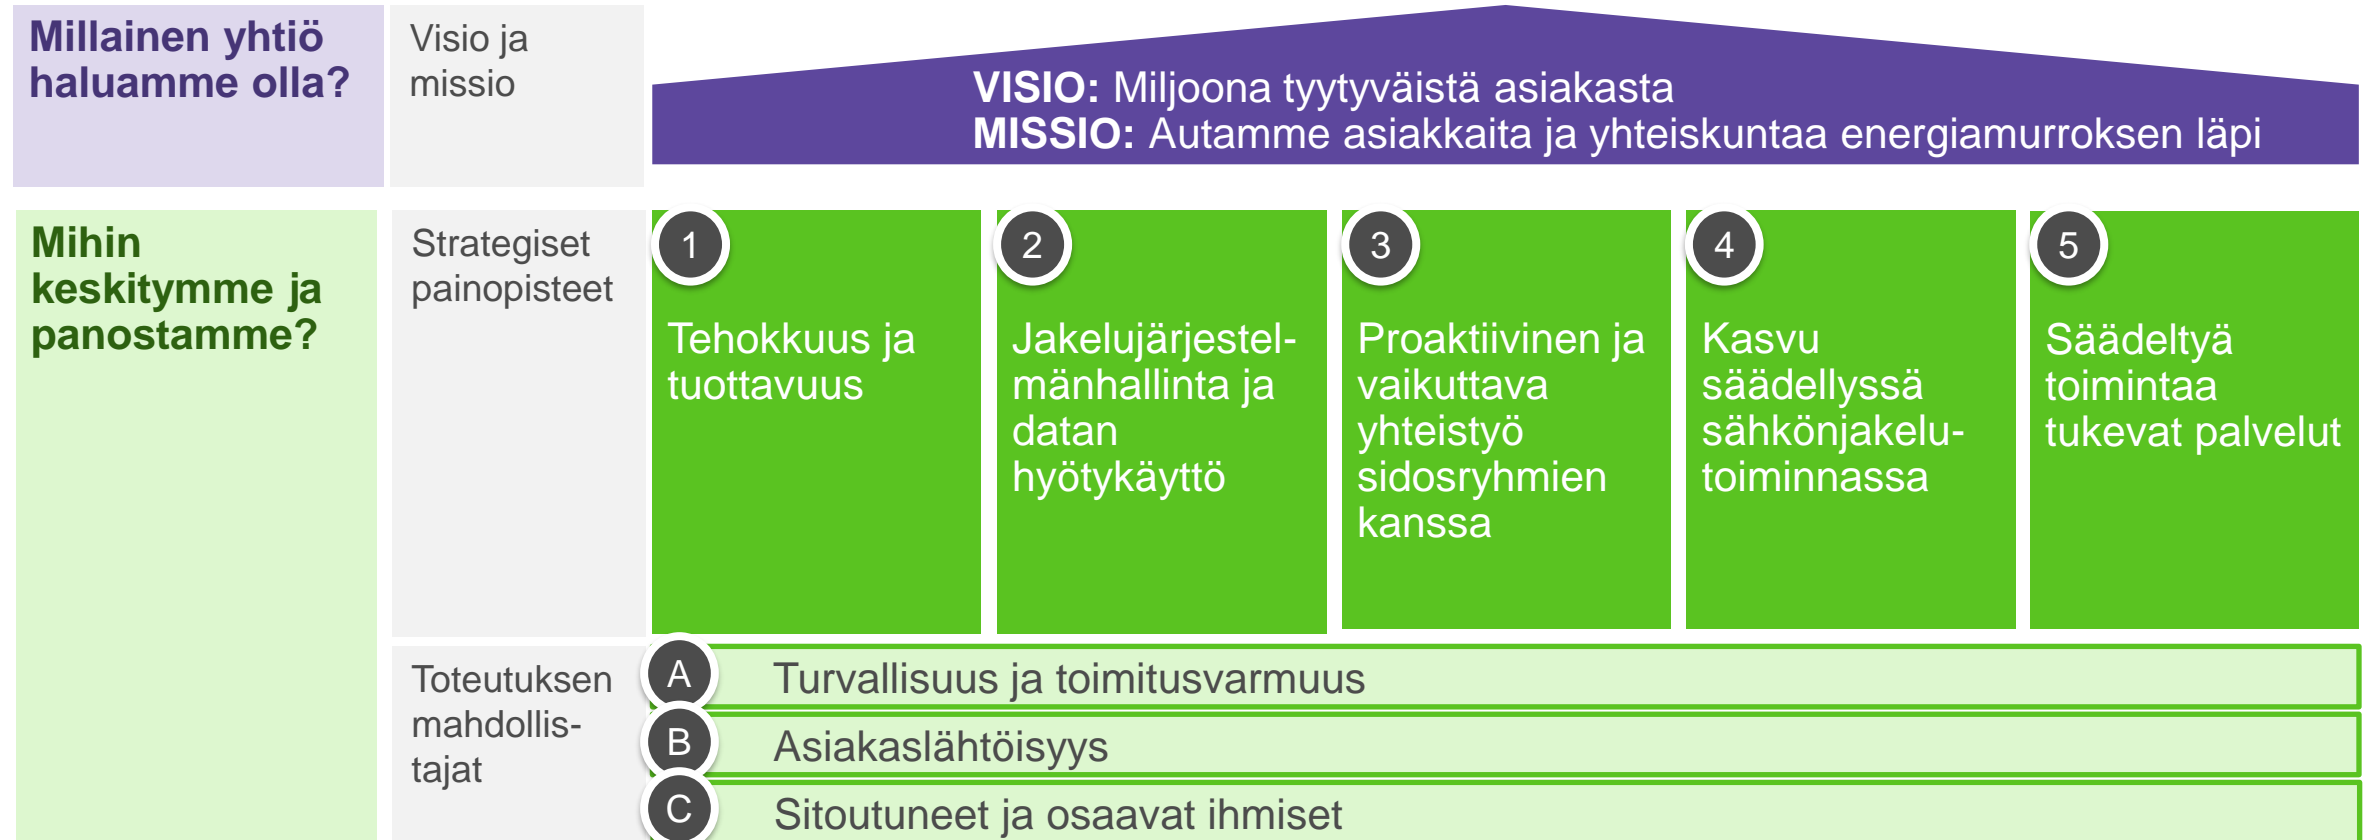 Millainen yhtiö
haluamme olla?
Visio ja
missio
VISIO: Miljoona tyytyväistä asiakasta
MISSIO: Autamme asiakkaita ja yhteiskuntaa energiamurroksen läpi
Mihin
keskitymme ja
panostamme?
Strategiset
painopisteet
1
Tehokkuus ja
tuottavuus
2
Jakelujärjestel-
mänhallinta ja
datan
hyötykäyttö
3
Proaktiivinen ja
vaikuttava
yhteistyö
sidosryhmien
kanssa
4
Kasvu
säädellyssä
sähkönjakelu-
toiminnassa
5
Säädeltyä
toimintaa
tukevat palvelut
Toteutuksen
mahdollis-
tajat
A
Turvallisuus ja toimitusvarmuus
B
Asiakaslähtöisyys
C
Sitoutuneet ja osaavat ihmiset